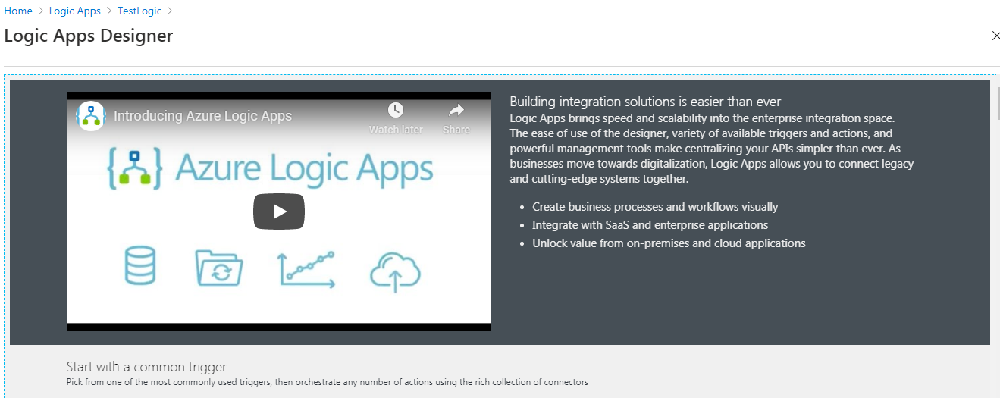 Home > Logic Apps > TestLogic >
Logic Apps Designer
Introducing Azure Logic Apps
Watch later
Share
Azure Logic Apps
Building integration solutions is easier than ever
Logic Apps brings speed and scalability into the enterprise integration space.
The ease of use of the designer, variety of available triggers and actions, and
powerful management tools make centralizing your APIs simpler than ever. As
businesses move towards digitalization, Logic Apps allows you to connect legacy
and cutting-edge systems together.
• Create business processes and workflows visually
• Integrate with SaaS and enterprise applications
• Unlock value from on-premises and cloud applications
Start with a common trigger
Pick from one of the most commonly used triggers, then orchestrate any number of actions using the rich collection of connectors